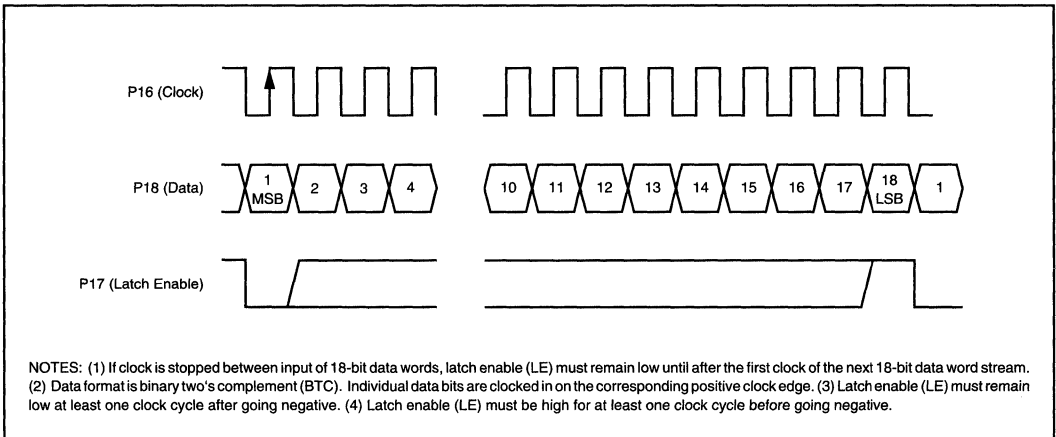 P16 (Clock)
P18 (Data)
1
MSB
2
3
4
10
11
12
13
14
15
16
17
18
LSB
1
P17 (Latch Enable)
NOTES: (1) If clock is stopped between input of 18-bit data words, latch enable (LE) must remain low until after the first clock of the next 18-bit data word stream.
(2) Data format is binary two's complement (BTC). Individual data bits are clocked in on the corresponding positive clock edge. (3) Latch enable (LE) must remain
low at least one clock cycle after going negative. (4) Latch enable (LE) must be high for at least one clock cycle before going negative.